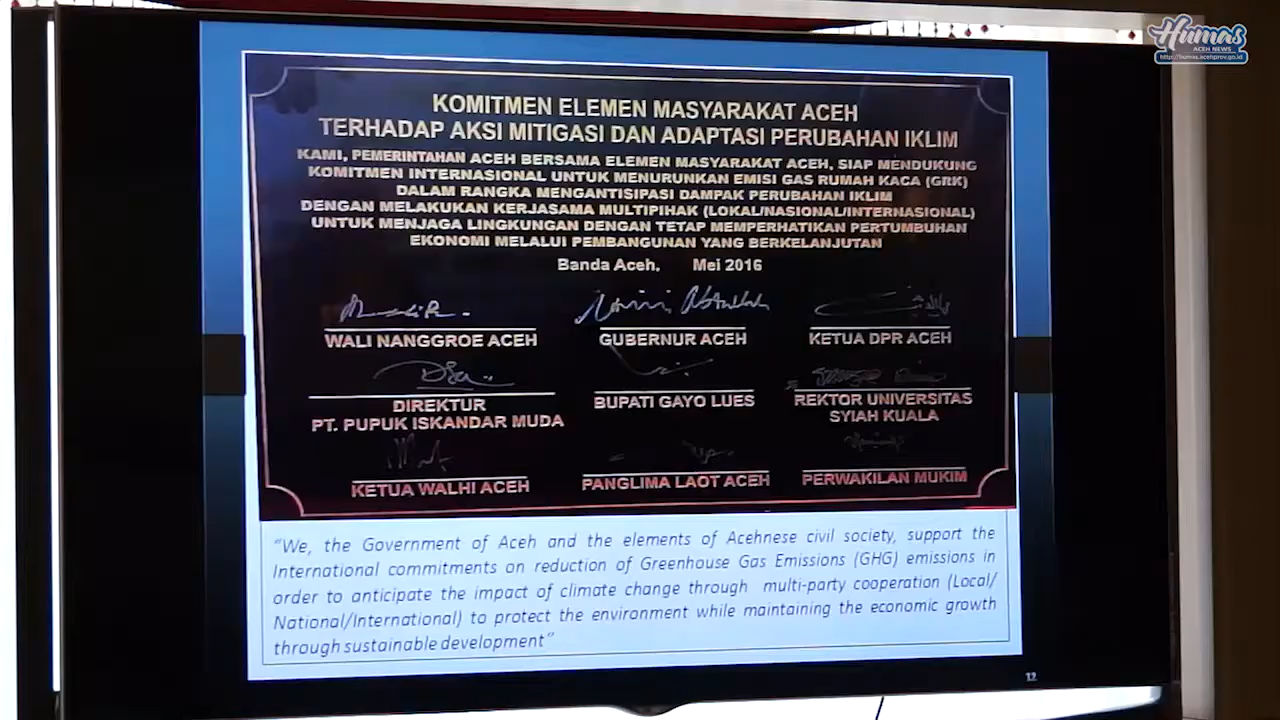 Humas
ACEH NEWS
http://humas.acehprov.go.id
KOMITMEN ELEMEN MASYARAKAT ACEH
TERHADAP AKSI MITIGASI DAN ADAPTASI PERUBAHAN IKLIM
KAMI, PEMERINTAHAN ACEH BERSAMA ELEMEN MASYARAKAT ACEH, SIAP MENDUKUNG
KOMITMEN INTERNASIONAL UNTUK MENURUNKAN EMISI GAS RUMAH KACA (GRK)
DALAM RANGKA MENGANTISIPASI DAMPAK PERUBAHAN IKLIM
DENGAN MELAKUKAN KERJASAMA MULTIPIHAK (LOKAL/NASIONAL/INTERNASIONAL)
UNTUK MENJAGA LINGKUNGAN DENGAN TETAP MEMPERHATIKAN PERTUMBUHAN
EKONOMI MELALUI PEMBANGUNAN YANG BERKELANJUTAN
Banda Aceh, Mei 2016
WALI NANGGROE ACEH
GUBERNUR ACEH
KETUA DPR ACEH
DIREKTUR
PT. PUPUK ISKANDAR MUDA
BUPATI GAYO LUES
REKTOR UNIVERSITAS
SYIAH KUALA
KETUA WALHI ACEH
PANGLIMA LAOT ACEH
PERWAKILAN MUKIM
"We, the Government of Aceh and the elements of Acehnese civil society, support the
International commitments on reduction of Greenhouse Gas Emissions (GHG) emissions in
order to anticipate the impact of climate change through multi-party cooperation (Local/
National/International) to protect the environment while maintaining the economic growth
through sustainable development"
12